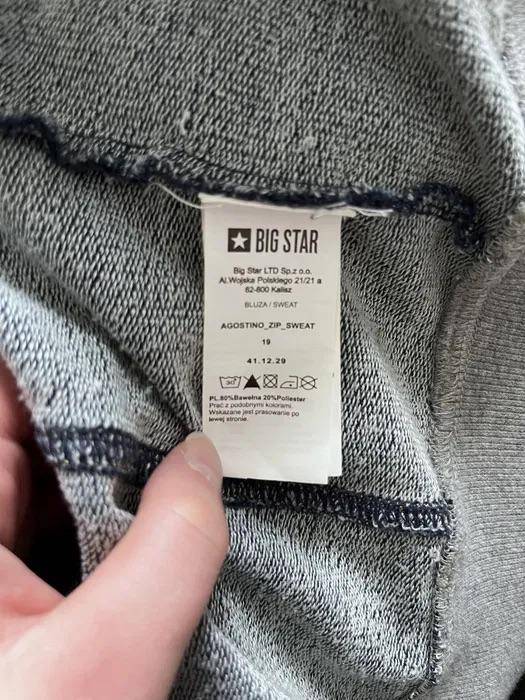 BIG STAR
Big Star LTD Sp.z o.o.
Al.Wojska Polskiego 21/21 a
62-800 Kalisz
BLUZA / SWEAT
AGOSTINO_ZIP_SWEAT
19
41.12.29
30°
PL.80%Bawełna 20%Poliester
Prać z podobnymi kolorami.
Wskazane jest prasowanie po
lewej stronie.